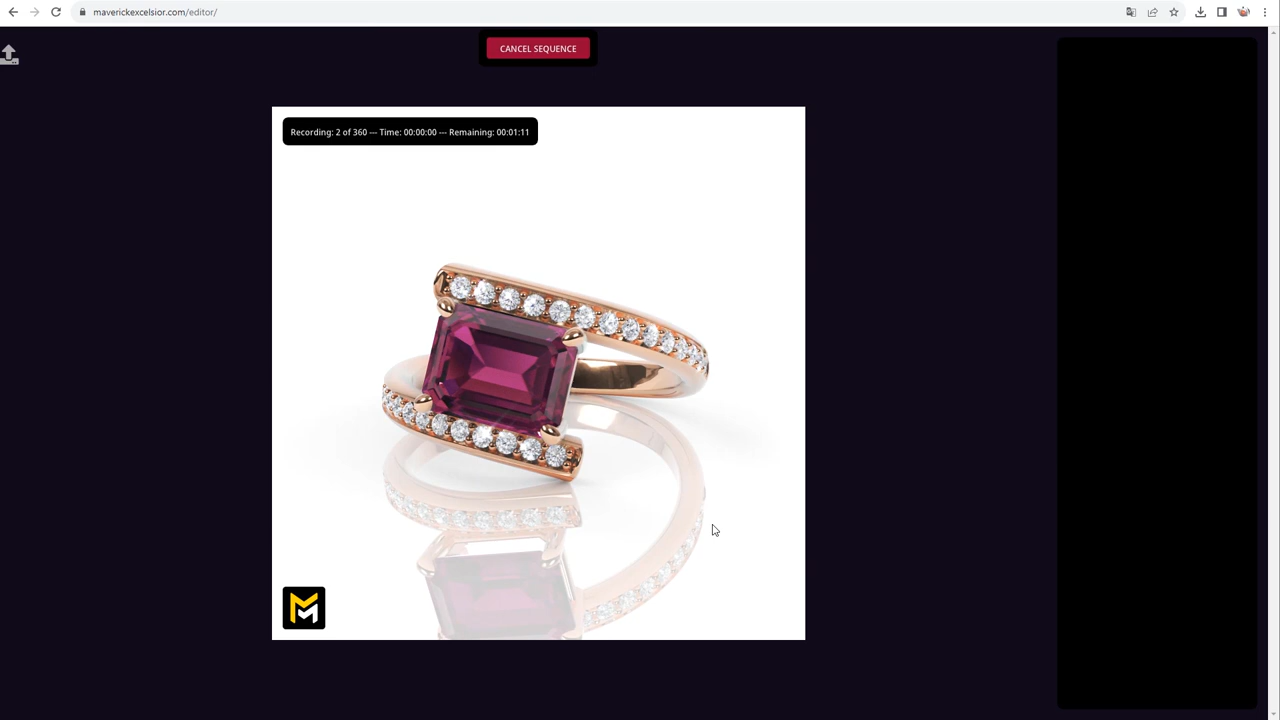 maverickexcelsior.com/editor/
CANCEL SEQUENCE
Recording: 2 of 360 --- Time: 00:00:00 --- Remaining: 00:01:11